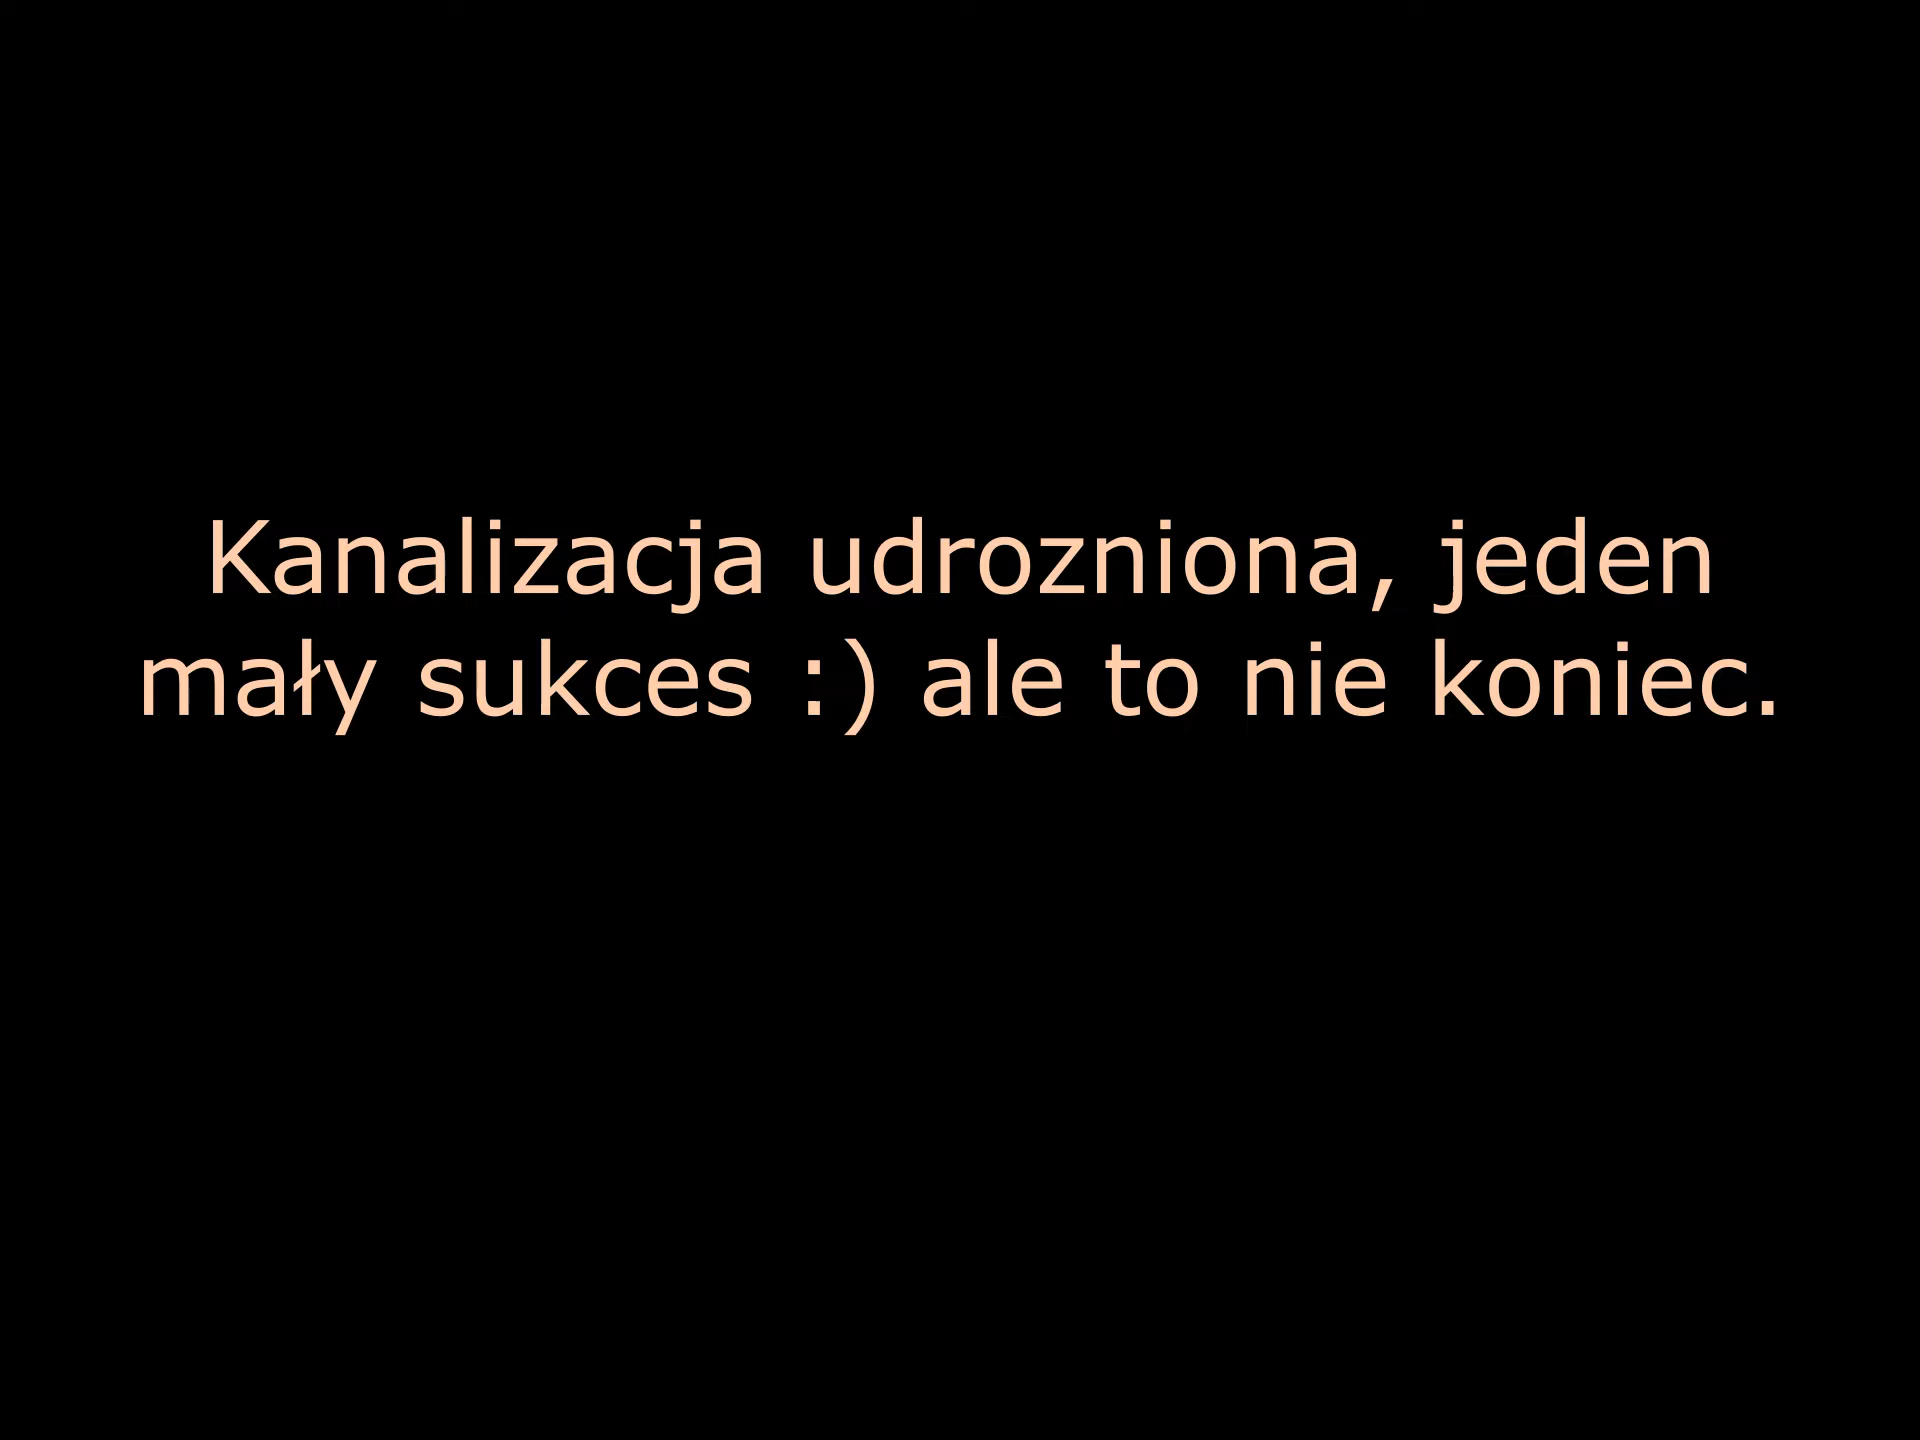 Kanalizacja udrozniona, jeden
mały sukces :) ale to nie koniec.